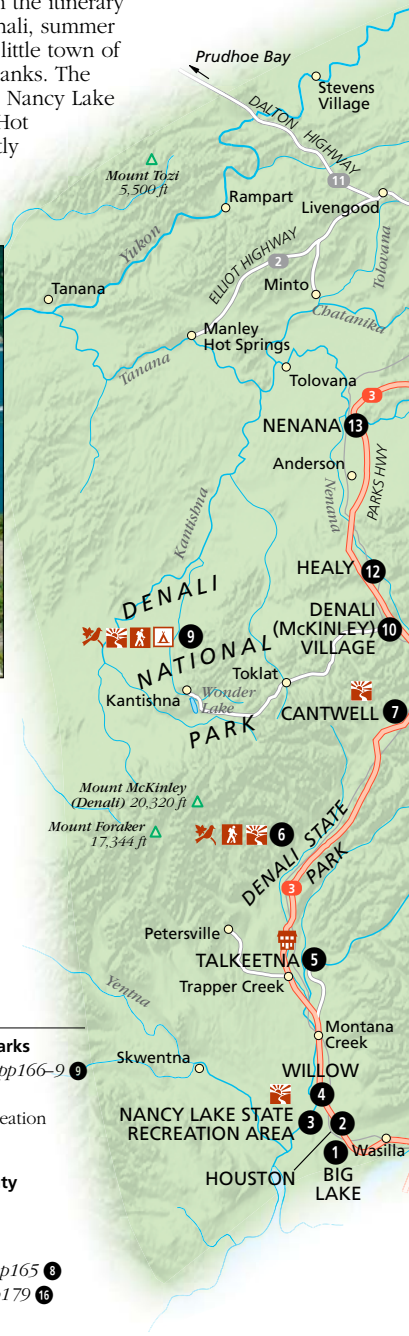 n the itinerary
nali, summer
little town of
anks. The
Nancy Lake
Hot
tly
Prudhoe Bay
Stevens
Village
DALTON HIGHWAY
11
Mount Tozi
5,500 ft
Rampart
Livengood
Yukon
ELLIOT HIGHWAY
2
Tolovana
Tanana
Minto
Chatanika
Manley
Hot Springs
Tanana
Tolovana
3
NENANA 13
Anderson
Nenana
PARKS HWY
Kantishna
HEALY 12
DENALI
(McKINLEY)
VILLAGE 10
DENALI
NATIONAL
PARK
9
Toklat
Kantishna
Wonder
Lake
CANTWELL 7
Mount McKinley
(Denali) 20,320 ft
Mount Foraker
17,344 ft
6
DENALI STATE
PARK
3
Petersville
TALKEETNA 5
Trapper Creek
Yentna
Montana
Creek
arks
pp166–9 9
Skwentna
WILLOW
4
reation
NANCY LAKE STATE
RECREATION AREA 3
2
Wasilla
HOUSTON
1
BIG
LAKE
ity
p165 8
p179 16